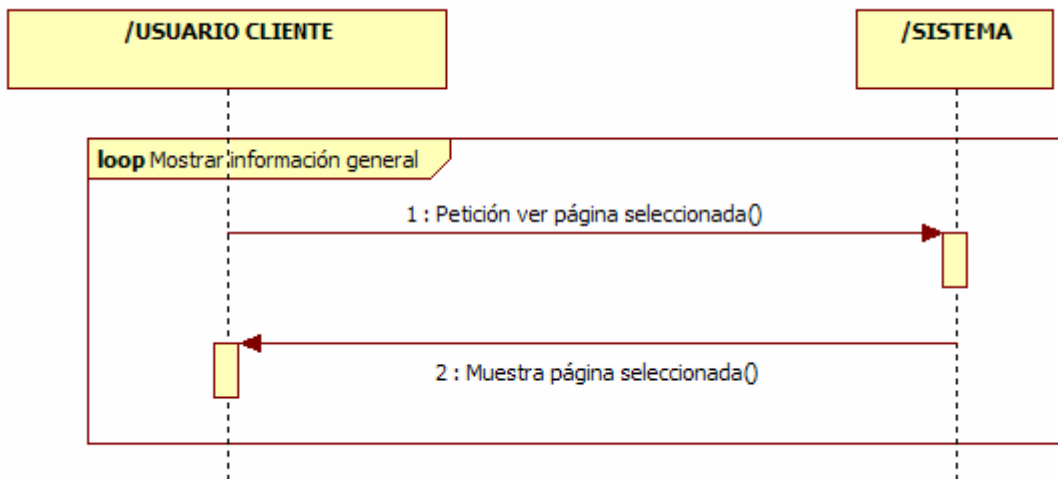 /USUARIO CLIENTE
/SISTEMA
loop Mostrar información general
1 : Petición ver página seleccionada()
2 : Muestra página seleccionada()